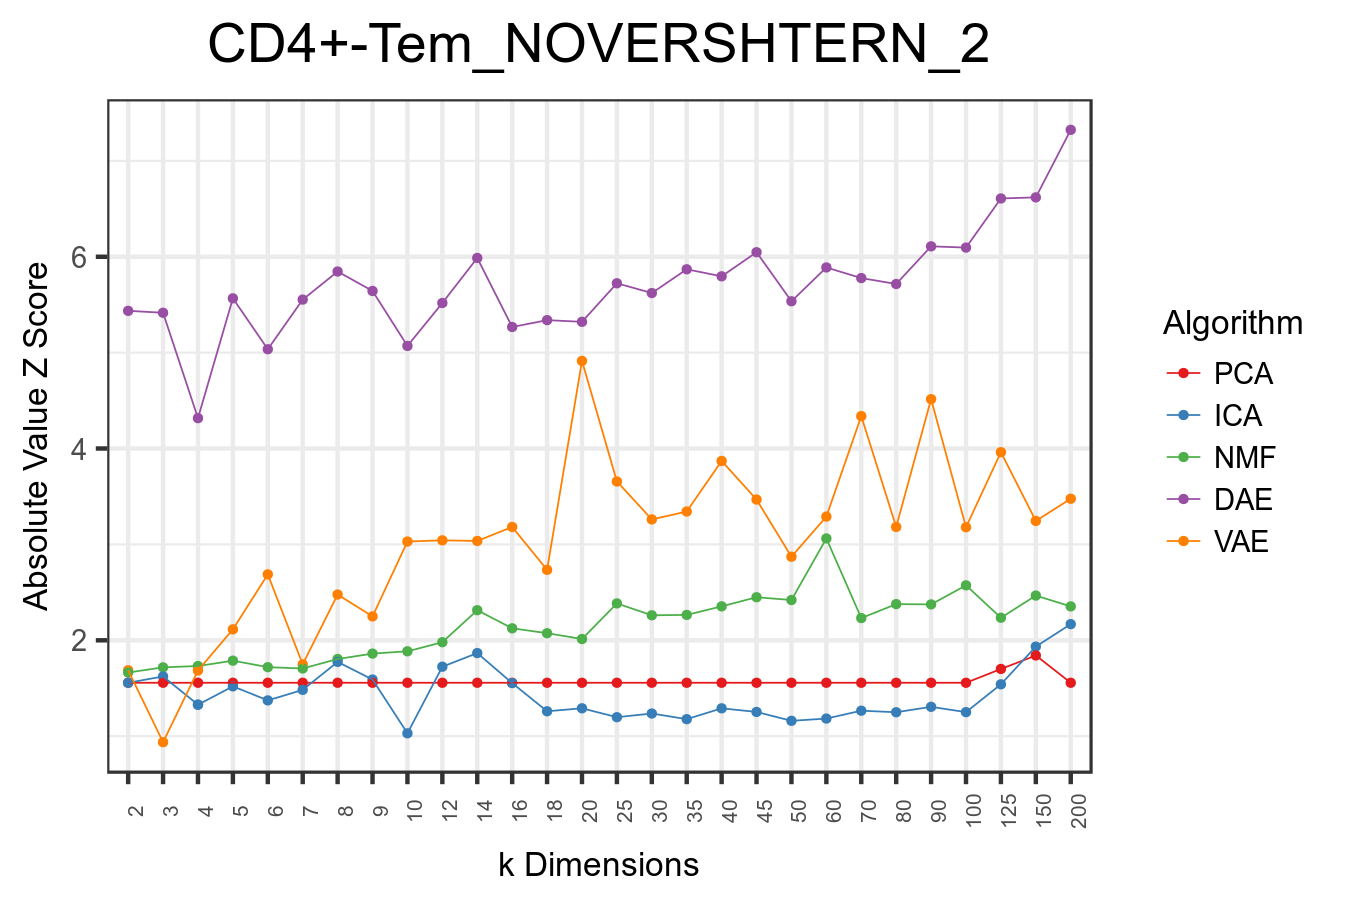 CD4+-Tem_NOVERSHTERN_2
Absolute Value Z Score
6
4
2
2 3 4 5 6 7 8 9 10 12 14 16 18 20 25 30 35 40 45 50 60 70 80 90 100 125 150 200
k Dimensions
Algorithm
PCA
ICA
NMF
DAE
VAE